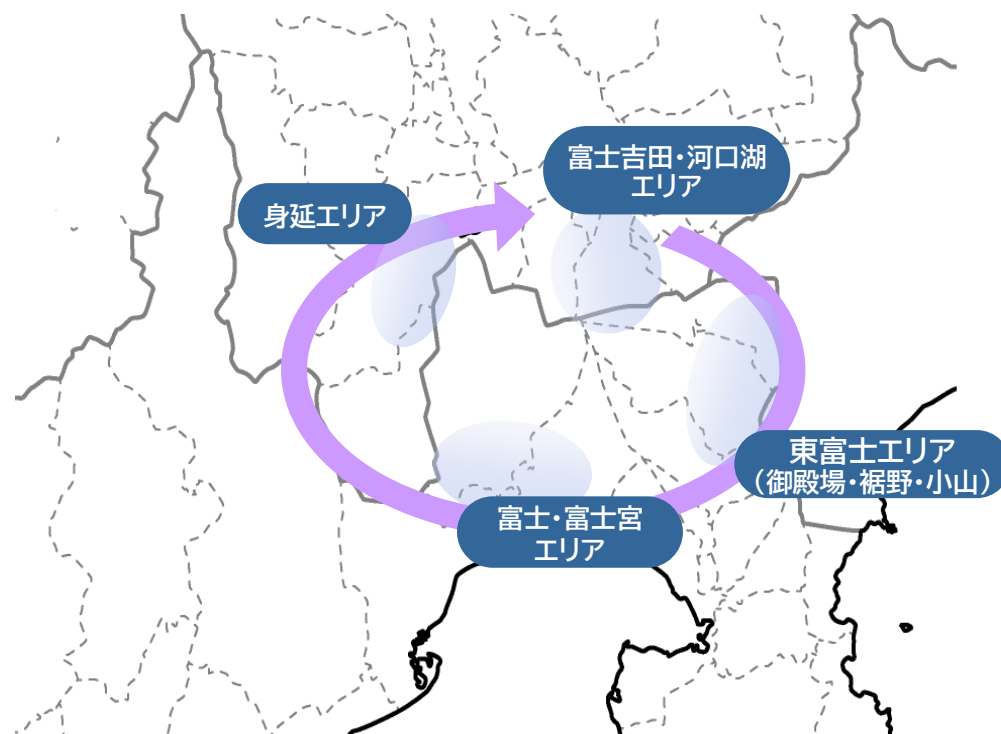 富士吉田・河口湖
エリア
身延エリア
東富士エリア
（御殿場・裾野・小山）
富士・富士宮
エリア